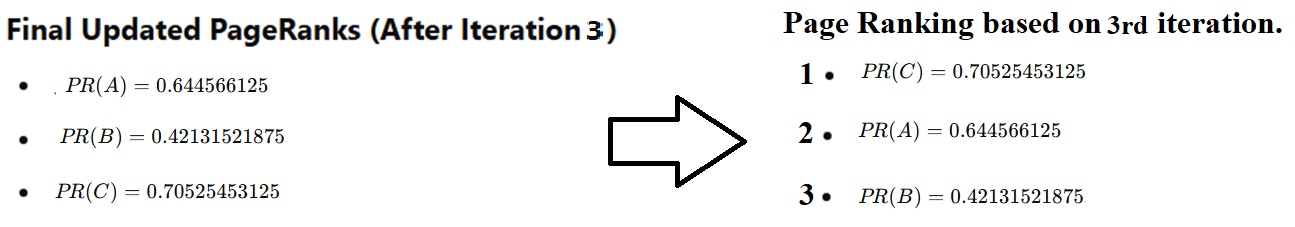 Final Updated PageRanks (After Iteration 3)
• PR(A) = 0.644566125
• PR(B) = 0.42131521875
• PR(C) = 0.70525453125
Page Ranking based on 3rd iteration.
1 • PR(C) = 0.70525453125
2 • PR(A) = 0.644566125
3 • PR(B) = 0.42131521875